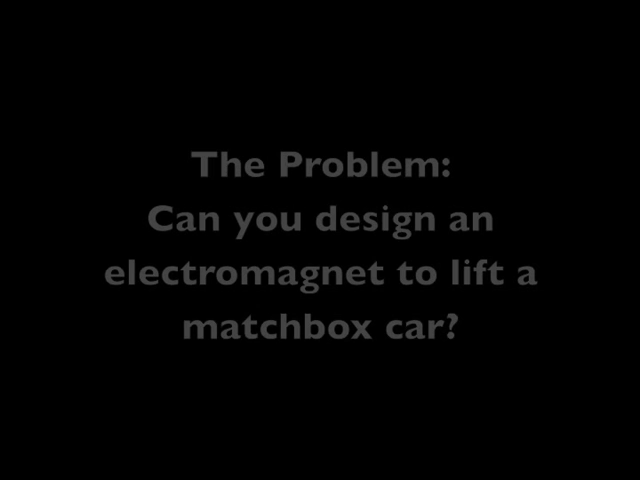 The Problem:
Can you design an
electromagnet to lift a
matchbox car?